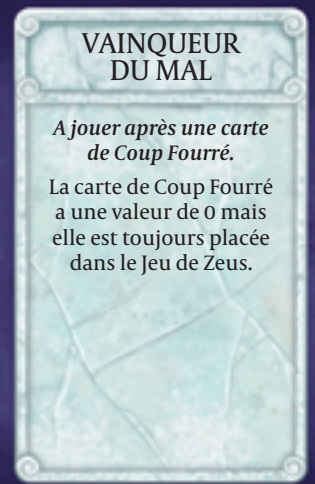 VAINQUEUR
DU MAL
A jouer après une carte
de Coup Fourré.
La carte de Coup Fourré
a une valeur de 0 mais
elle est toujours placée
dans le Jeu de Zeus.